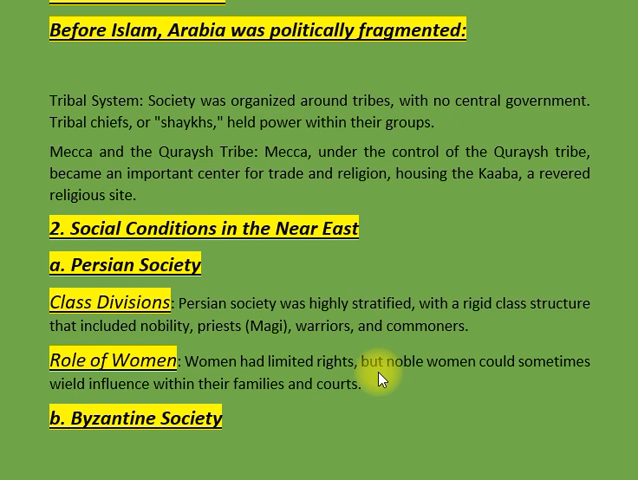 Before Islam, Arabia was politically fragmented:
Tribal System: Society was organized around tribes, with no central government.
Tribal chiefs, or "shaykhs," held power within their groups.
Mecca and the Quraysh Tribe: Mecca, under the control of the Quraysh tribe,
became an important center for trade and religion, housing the Kaaba, a revered
religious site.
2. Social Conditions in the Near East
a. Persian Society
Class Divisions: Persian society was highly stratified, with a rigid class structure
that included nobility, priests (Magi), warriors, and commoners.
Role of Women: Women had limited rights, but noble women could sometimes
wield influence within their families and courts.
b. Byzantine Society